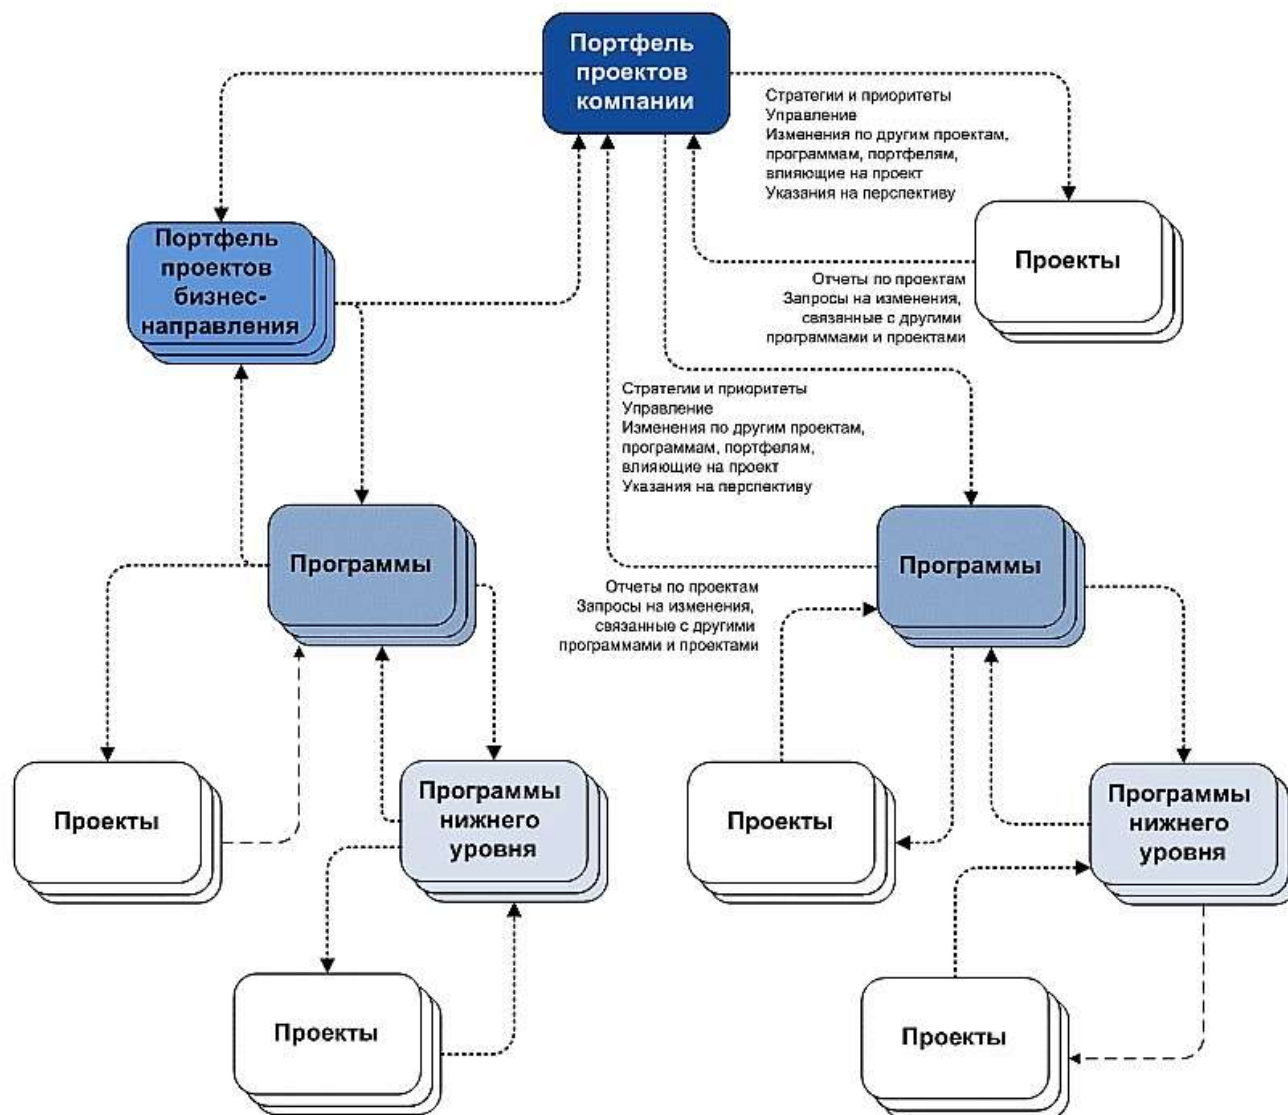 Портфель
проектов
компании
Стратегии и приоритеты
Управление
Изменения по другим проектам,
программам, портфелям,
влияющие на проект
Указания на перспективу
Портфель
проектов
бизнес-
направления
Проекты
Отчеты по проектам
Запросы на изменения,
связанные с другими
программами и проектами
Стратегии и приоритеты
Управление
Изменения по другим проектам,
программам, портфелям,
влияющие на проект
Указания на перспективу
Программы
Программы
Отчеты по проектам
Запросы на изменения,
связанные с другими
программами и проектами
Проекты
Программы
нижнего
уровня
Проекты
Программы
нижнего
уровня
Проекты
Проекты